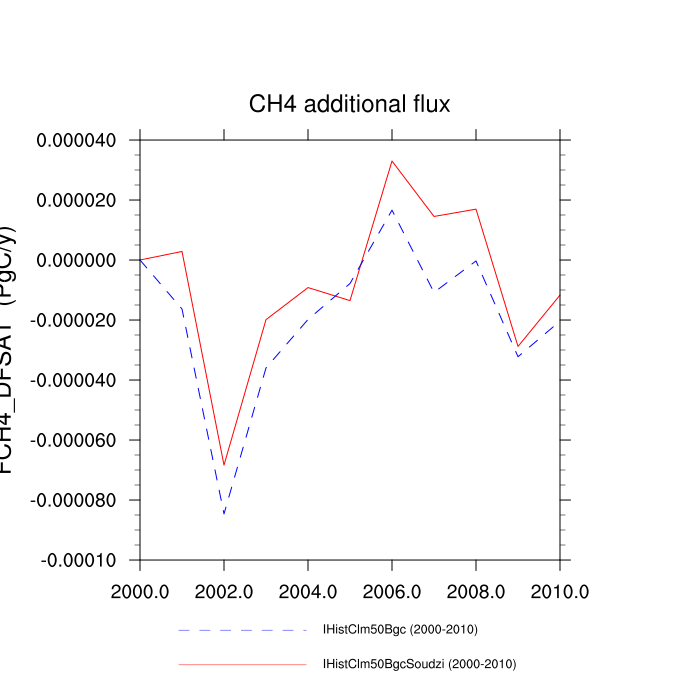 CH4 additional flux
FCH4_DFSAT (PgC/y)
0.000040
0.000020
0.000000
-0.000020
-0.000040
-0.000060
-0.000080
-0.00010
2000.0 2002.0 2004.0 2006.0 2008.0 2010.0
IHistClm50Bgc (2000-2010)
IHistClm50BgcSoudzi (2000-2010)